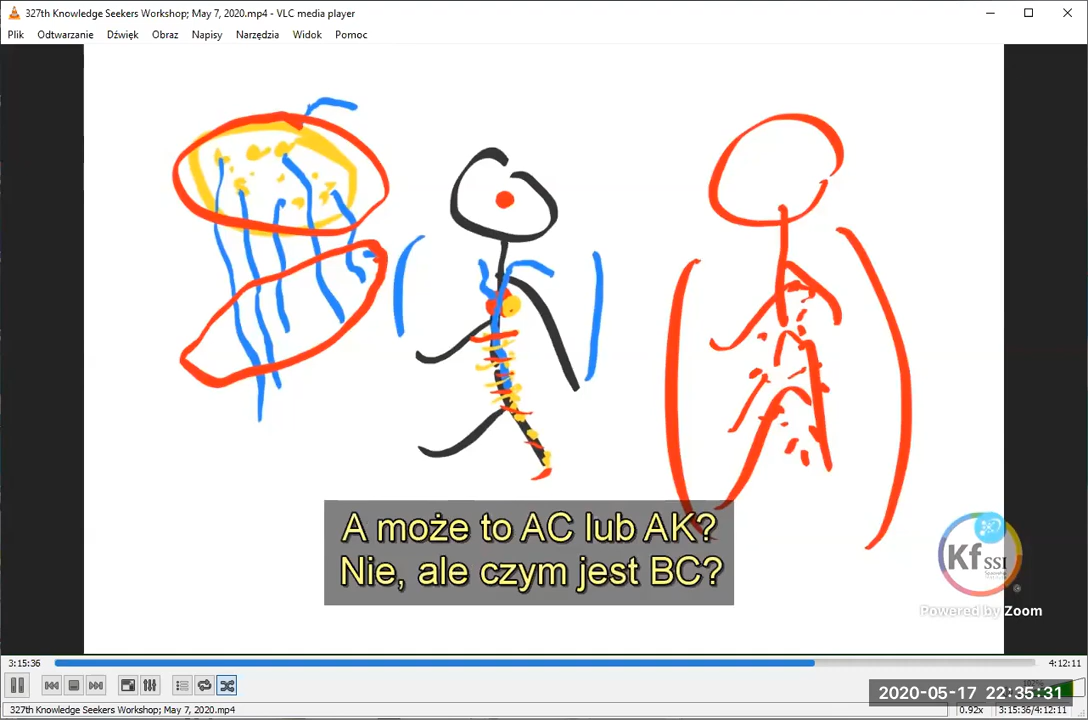 327th Knowledge Seekers Workshop; May 7, 2020.mp4 - VLC media player
Plik Odtwarzanie Dźwięk Obraz Napisy Narzędzia Widok Pomoc
A może to AC lub AK?
Nie, ale czym jest BC?
Kf SSI
Powered by Zoom
3:15:36 4:12:11
102%
2020-05-17 22:35:31
327th Knowledge Seekers Workshop; May 7, 2020.mp4 0.92x 3:15:36/4:12:11